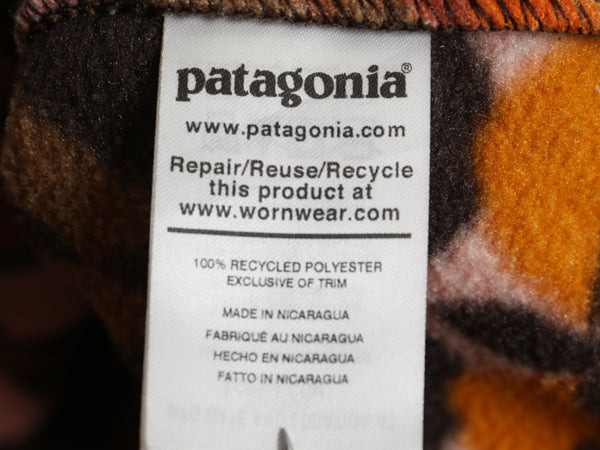 patagonia®
www.patagonia.com
Repair/Reuse/Recycle
this product at
www.wornwear.com
100% RECYCLED POLYESTER
EXCLUSIVE OF TRIM
MADE IN NICARAGUA
FABRIQUÉ AU NICARAGUA
HECHO EN NICARAGUA
FATTO IN NICARAGUA